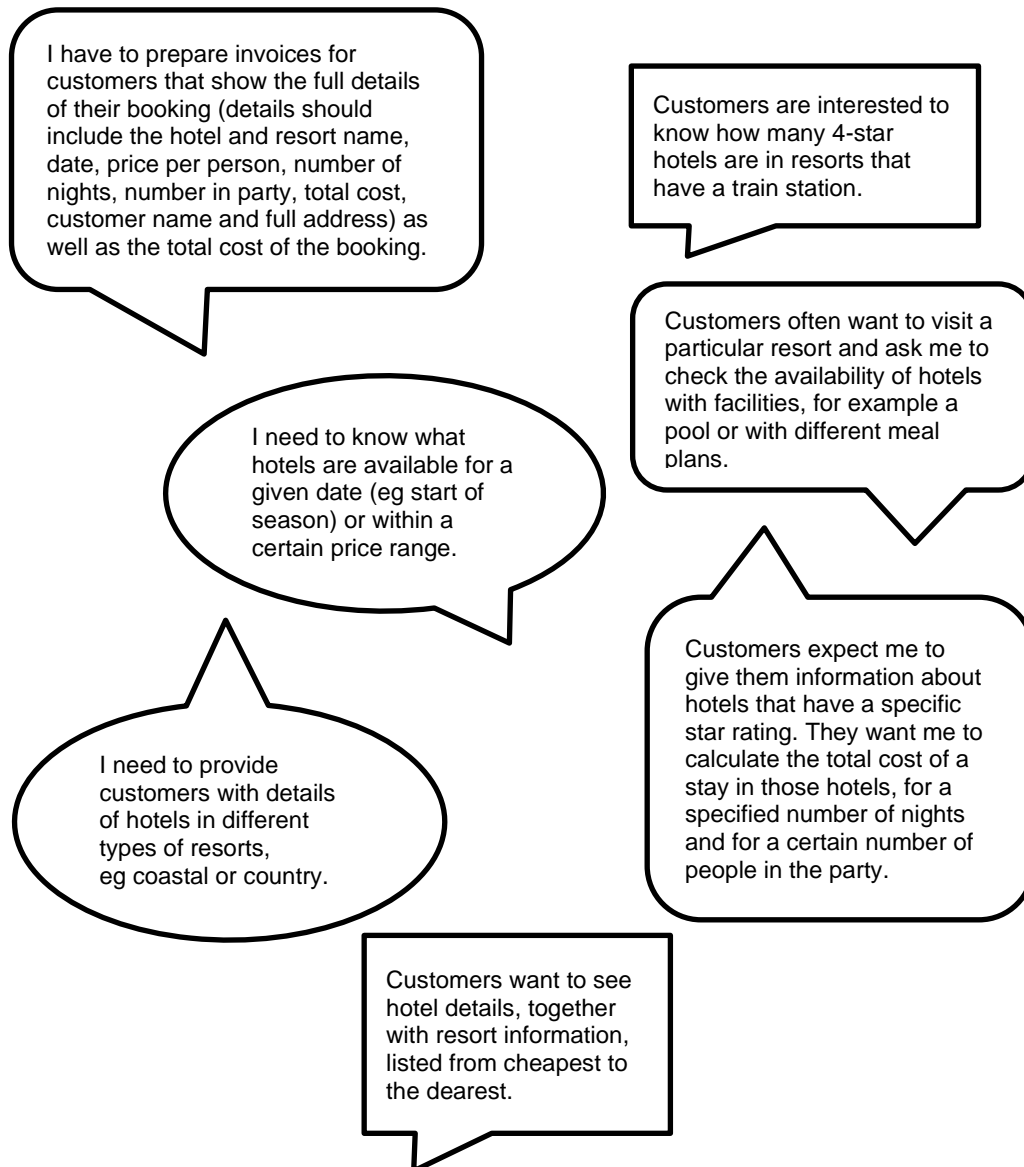 I have to prepare invoices for
customers that show the full details
of their booking (details should
include the hotel and resort name,
date, price per person, number of
nights, number in party, total cost,
customer name and full address) as
well as the total cost of the booking.
Customers are interested to
know how many 4-star
hotels are in resorts that
have a train station.
Customers often want to visit a
particular resort and ask me to
check the availability of hotels
with facilities, for example a
pool or with different meal
plans.
I need to know what
hotels are available for a
given date (eg start of
season) or within a
certain price range.
Customers expect me to
give them information about
hotels that have a specific
star rating. They want me to
calculate the total cost of a
stay in those hotels, for a
specified number of nights
and for a certain number of
people in the party.
I need to provide
customers with details
of hotels in different
types of resorts,
eg coastal or country.
Customers want to see
hotel details, together
with resort information,
listed from cheapest to
the dearest.